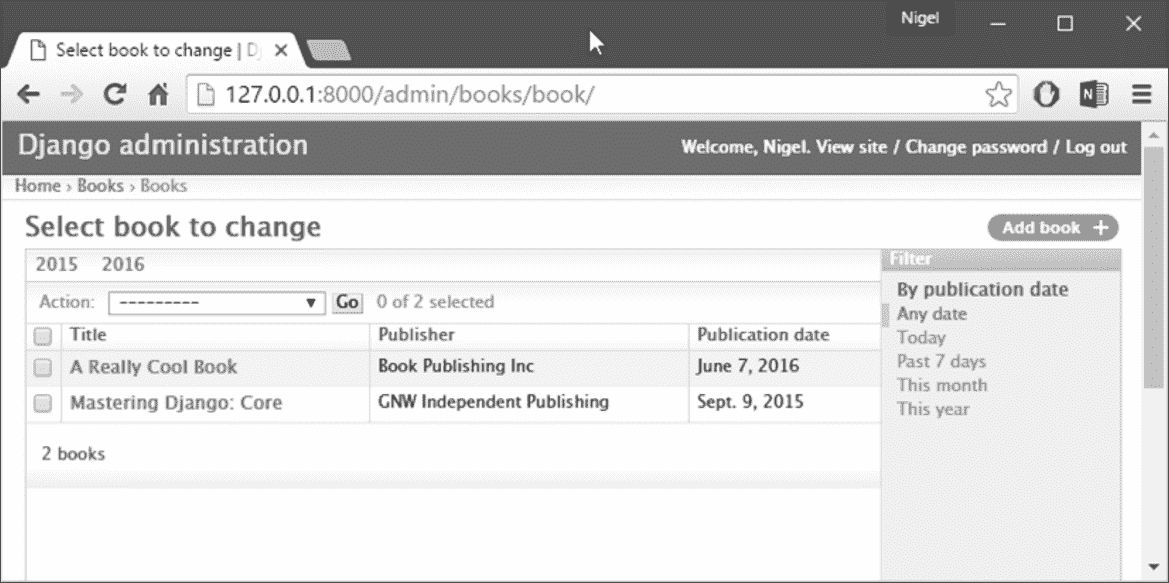 Nigel
Select book to change | Dj
127.0.0.1:8000/admin/books/book/
N
Django administration
Welcome, Nigel. View site / Change password / Log out
Home › Books › Books
Select book to change
Add book +
2015 2016
Action: --------- Go 0 of 2 selected
Title Publisher Publication date
A Really Cool Book Book Publishing Inc June 7, 2016
Mastering Django: Core GNW Independent Publishing Sept. 9, 2015
2 books
Filter
By publication date
Any date
Today
Past 7 days
This month
This year